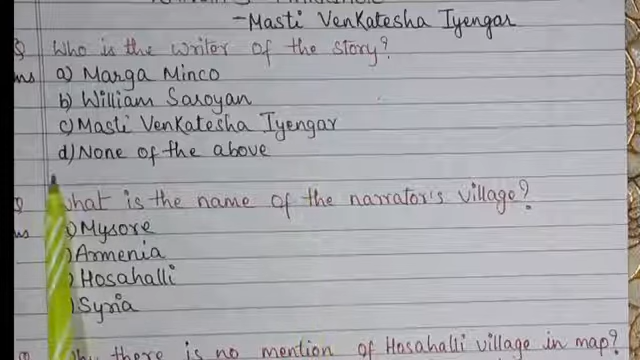 -Masti Venkatesha Iyengar
Who is the writer of the story?
a) Marga Minco
b) William Saroyan
c) Masti Venkatesha Iyengar
d) None of the above
what is the name of the narrator's village?
) Mysore
) Armenia
) Hosahalli
) Syria
there is no mention of Hosahalli village in map?